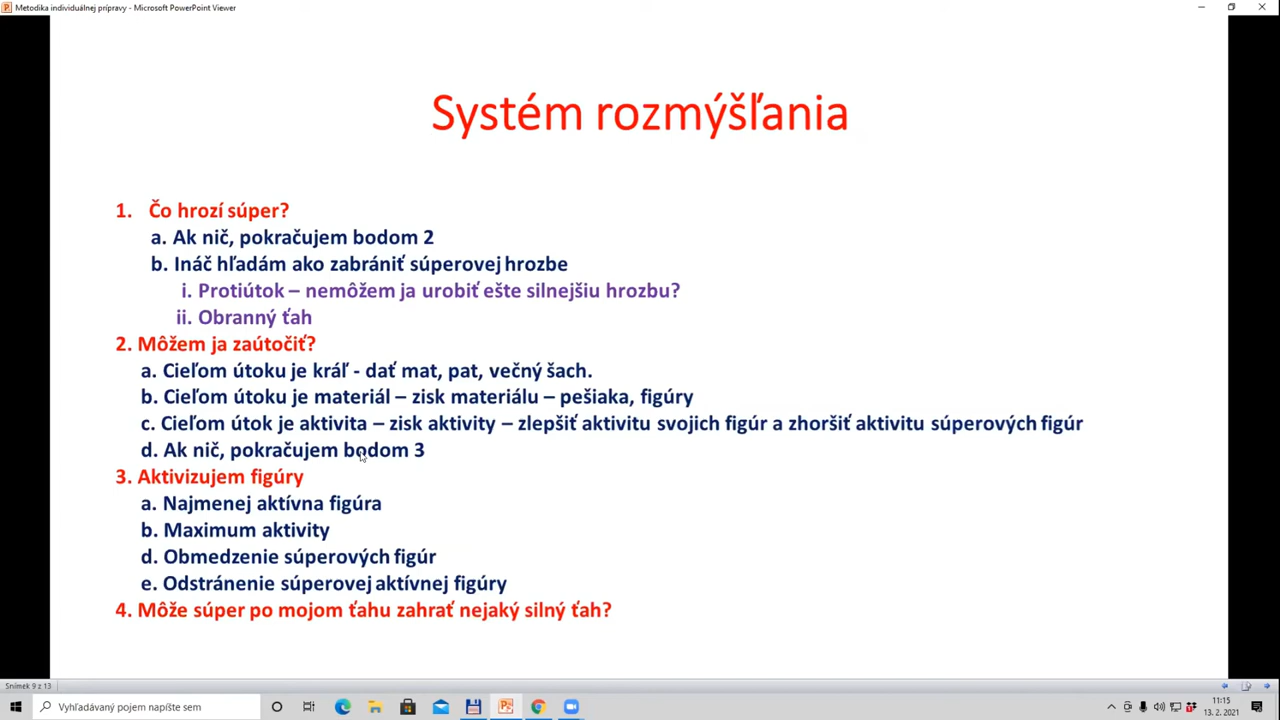 Metodika individuálnej prípravy - Microsoft PowerPoint Viewer
Systém rozmýšľania
1. Čo hrozí súper?
a. Ak nič, pokračujem bodom 2
b. Ináč hľadám ako zabrániť súperovej hrozbe
i. Protiútok – nemôžem ja urobiť ešte silnejšiu hrozbu?
ii. Obranný ťah
2. Môžem ja zaútočiť?
a. Cieľom útoku je kráľ - dať mat, pat, večný šach.
b. Cieľom útoku je materiál – zisk materiálu – pešiaka, figúry
c. Cieľom útok je aktivita – zisk aktivity – zlepšiť aktivitu svojich figúr a zhoršiť aktivitu súperových figúr
d. Ak nič, pokračujem bodom 3
3. Aktivizujem figúry
a. Najmenej aktívna figúra
b. Maximum aktivity
d. Obmedzenie súperových figúr
e. Odstránenie súperovej aktívnej figúry
4. Môže súper po mojom ťahu zahrať nejaký silný ťah?
Snímek 9 z 13
Vyhľadávaný pojem napíšte sem
11:15
13. 2. 2021